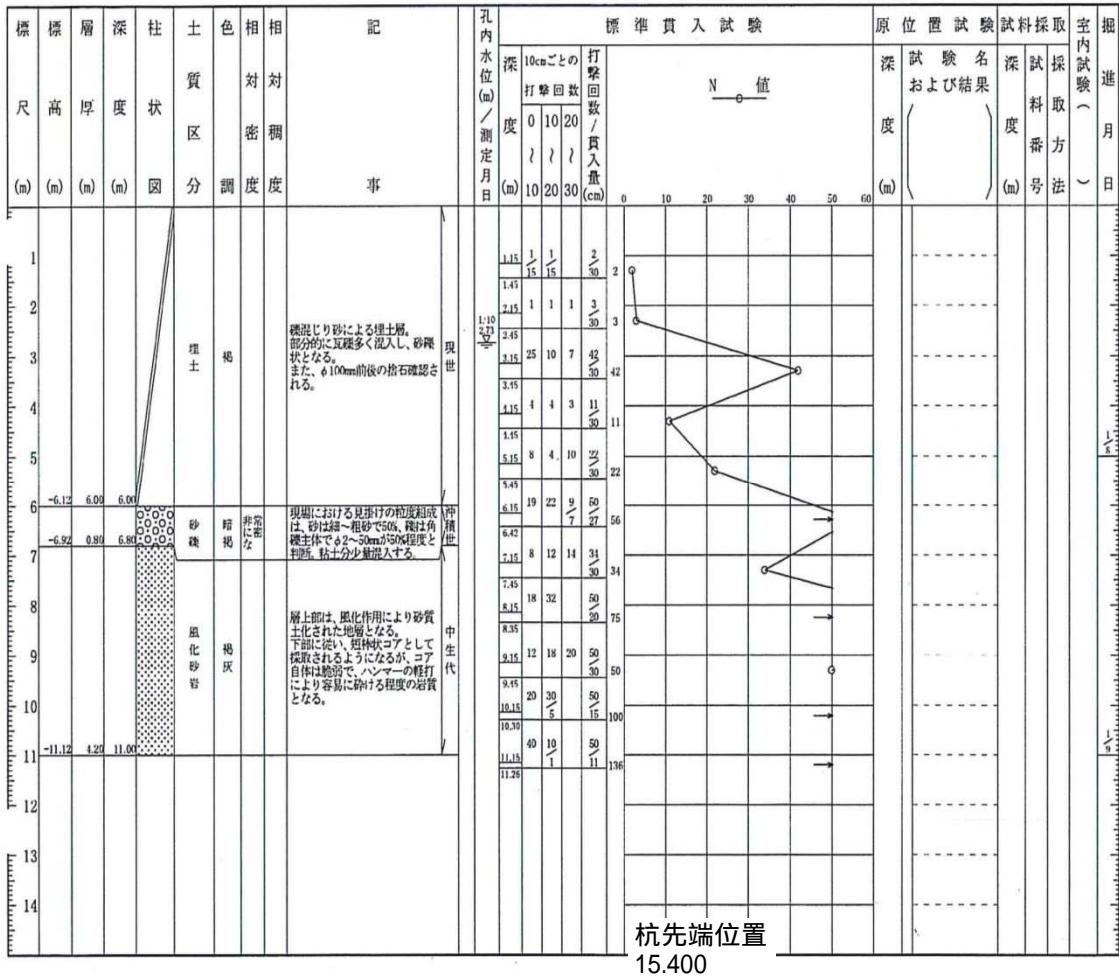 標尺(m)
標高(m)
層厚(m)
深度(m)
柱状図
土質区分
色調
相対密度
相対稠度
記事
孔内水位(m)/測定月日
標準貫入試験
深度(m)
10cmごとの打撃回数
0~10
10~20
20~30
打撃回数/貫入量(cm)
N値
0 10 20 30 40 50 60
原位置試験
深度(m)
試験名および結果
試料採取
深度(m)
試料番号
採取方法
室内試験( )
掘進月日
1
2
3
4
5
6
7
8
9
10
11
12
13
14
-6.12 6.00 6.00
埋土
褐
礫混じり砂による埋土層。
部分的に瓦礫多く混入し、砂礫
状となる。
また、φ100mm前後の捨石確認さ
れる。
現世
1/10
2.73
-6.92 0.80 6.80
砂礫
暗褐
非常に密な
現場における見掛けの粒度組成
は、砂は細~粗砂で50%、礫は角
礫主体でφ2~50mmが50%程度と
判断。粘土分少量混入する。
沖積世
-11.12 4.20 11.00
風化砂岩
褐灰
層上部は、風化作用により砂質
土化された地層となる。
下部に従い、短棒状コアとして
採取されるようになるが、コア
自体は脆弱で、ハンマーの軽打
により容易に砕ける程度の岩質
となる。
中生代
1.15 1/15 1/15 2/30 2
1.45
2.15 1 1 1 3/30 3
2.45
25 10 7 42/30 42
4 4 3 11/30 11
5.15 8 4 10 22/30 22
5.45
6.15 19 22 9/7 50/27 56
6.42
7.15 8 12 14 34/30 34
7.45
8.15 18 32 50/20 75
8.35
9.15 12 18 20 50/30 50
9.45
10.15 20 30/5 50/15 100
10.30
11.15 40 10/1 50/11 136
11.26
1/8
1/9
杭先端位置
15.400